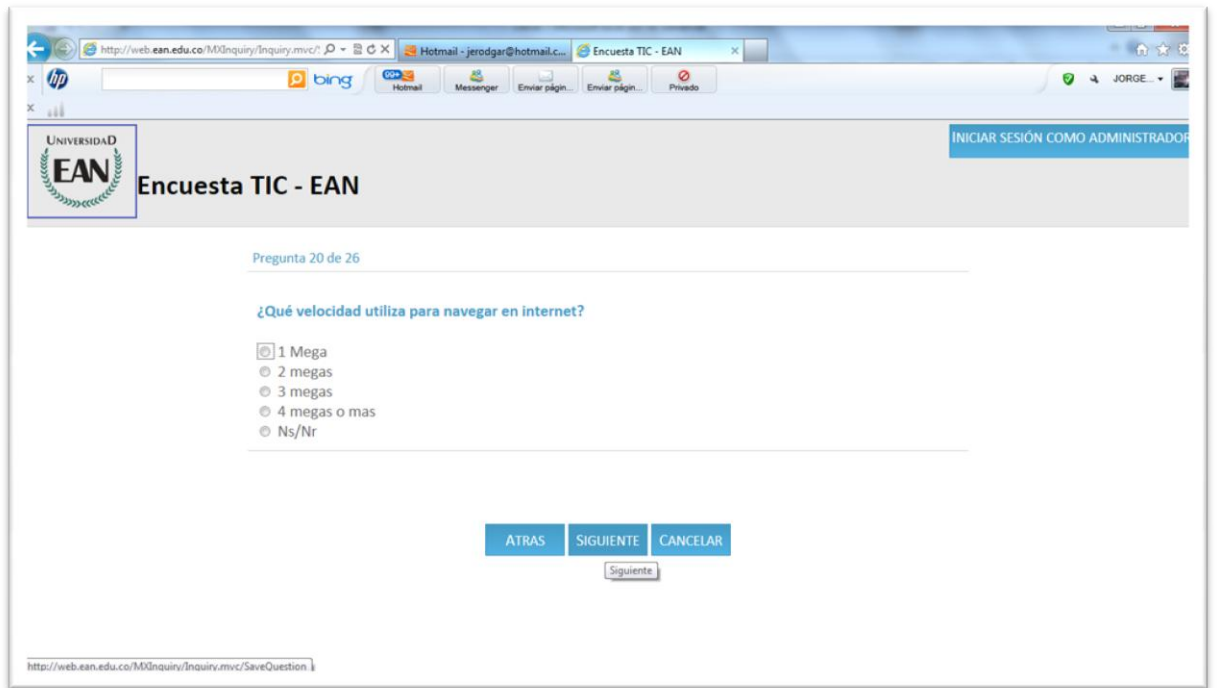 http://web.ean.edu.co/MXInquiry/Inquiry.mvc/
Hotmail - jerodgar@hotmail.c...
Encuesta TIC - EAN
hp
bing
99+
Hotmail
Messenger
Enviar págin...
Enviar págin...
Privado
JORGE...
UNIVERSIDAD
EAN
INICIAR SESIÓN COMO ADMINISTRADOR
Encuesta TIC - EAN
Pregunta 20 de 26
¿Qué velocidad utiliza para navegar en internet?
1 Mega
2 megas
3 megas
4 megas o mas
Ns/Nr
ATRAS
SIGUIENTE
CANCELAR
Siguiente
http://web.ean.edu.co/MXInquiry/Inquiry.mvc/SaveQuestion